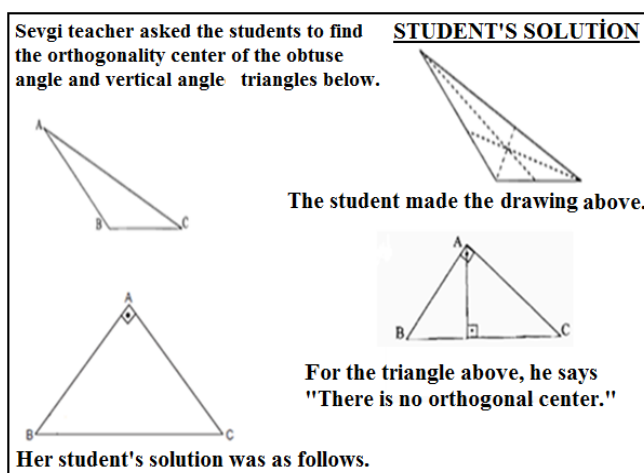 Sevgi teacher asked the students to find
the orthogonality center of the obtuse
angle and vertical angle triangles below.
A
B
C
A
B
C
Her student's solution was as follows.
STUDENT'S SOLUTİON
The student made the drawing above.
A
B
C
For the triangle above, he says
"There is no orthogonal center."